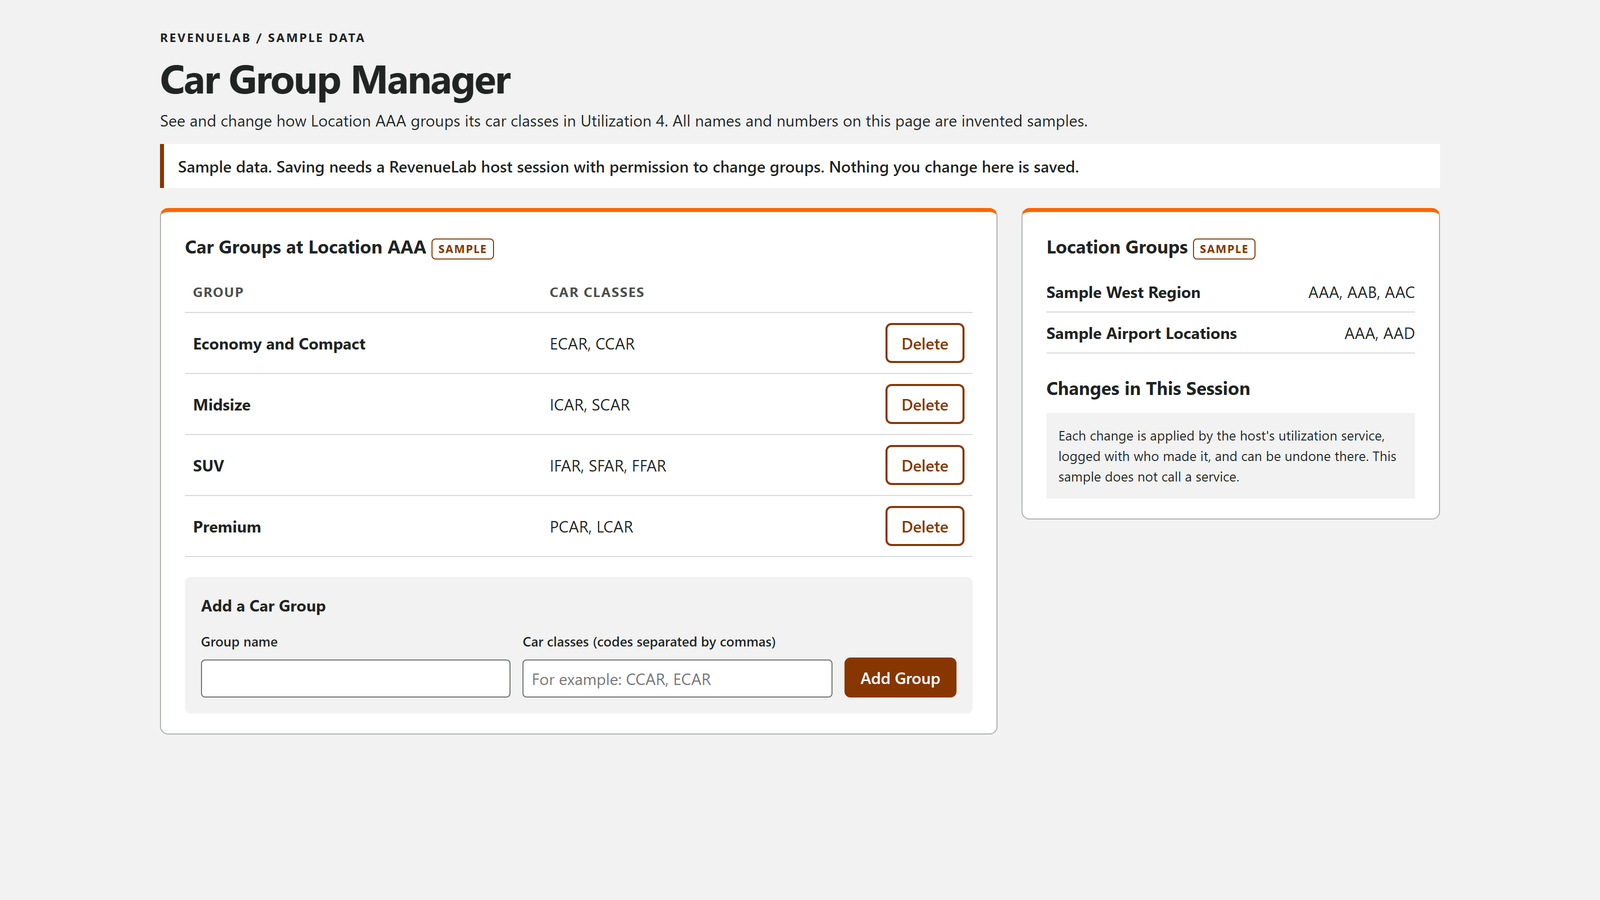 REVENUELAB / SAMPLE DATA
Car Group Manager
See and change how Location AAA groups its car classes in Utilization 4. All names and numbers on this page are invented samples.
Sample data. Saving needs a RevenueLab host session with permission to change groups. Nothing you change here is saved.
Car Groups at Location AAA SAMPLE
GROUP CAR CLASSES
Economy and Compact ECAR, CCAR Delete
Midsize ICAR, SCAR Delete
SUV IFAR, SFAR, FFAR Delete
Premium PCAR, LCAR Delete
Add a Car Group
Group name Car classes (codes separated by commas)
For example: CCAR, ECAR Add Group
Location Groups SAMPLE
Sample West Region AAA, AAB, AAC
Sample Airport Locations AAA, AAD
Changes in This Session
Each change is applied by the host's utilization service,
logged with who made it, and can be undone there. This
sample does not call a service.